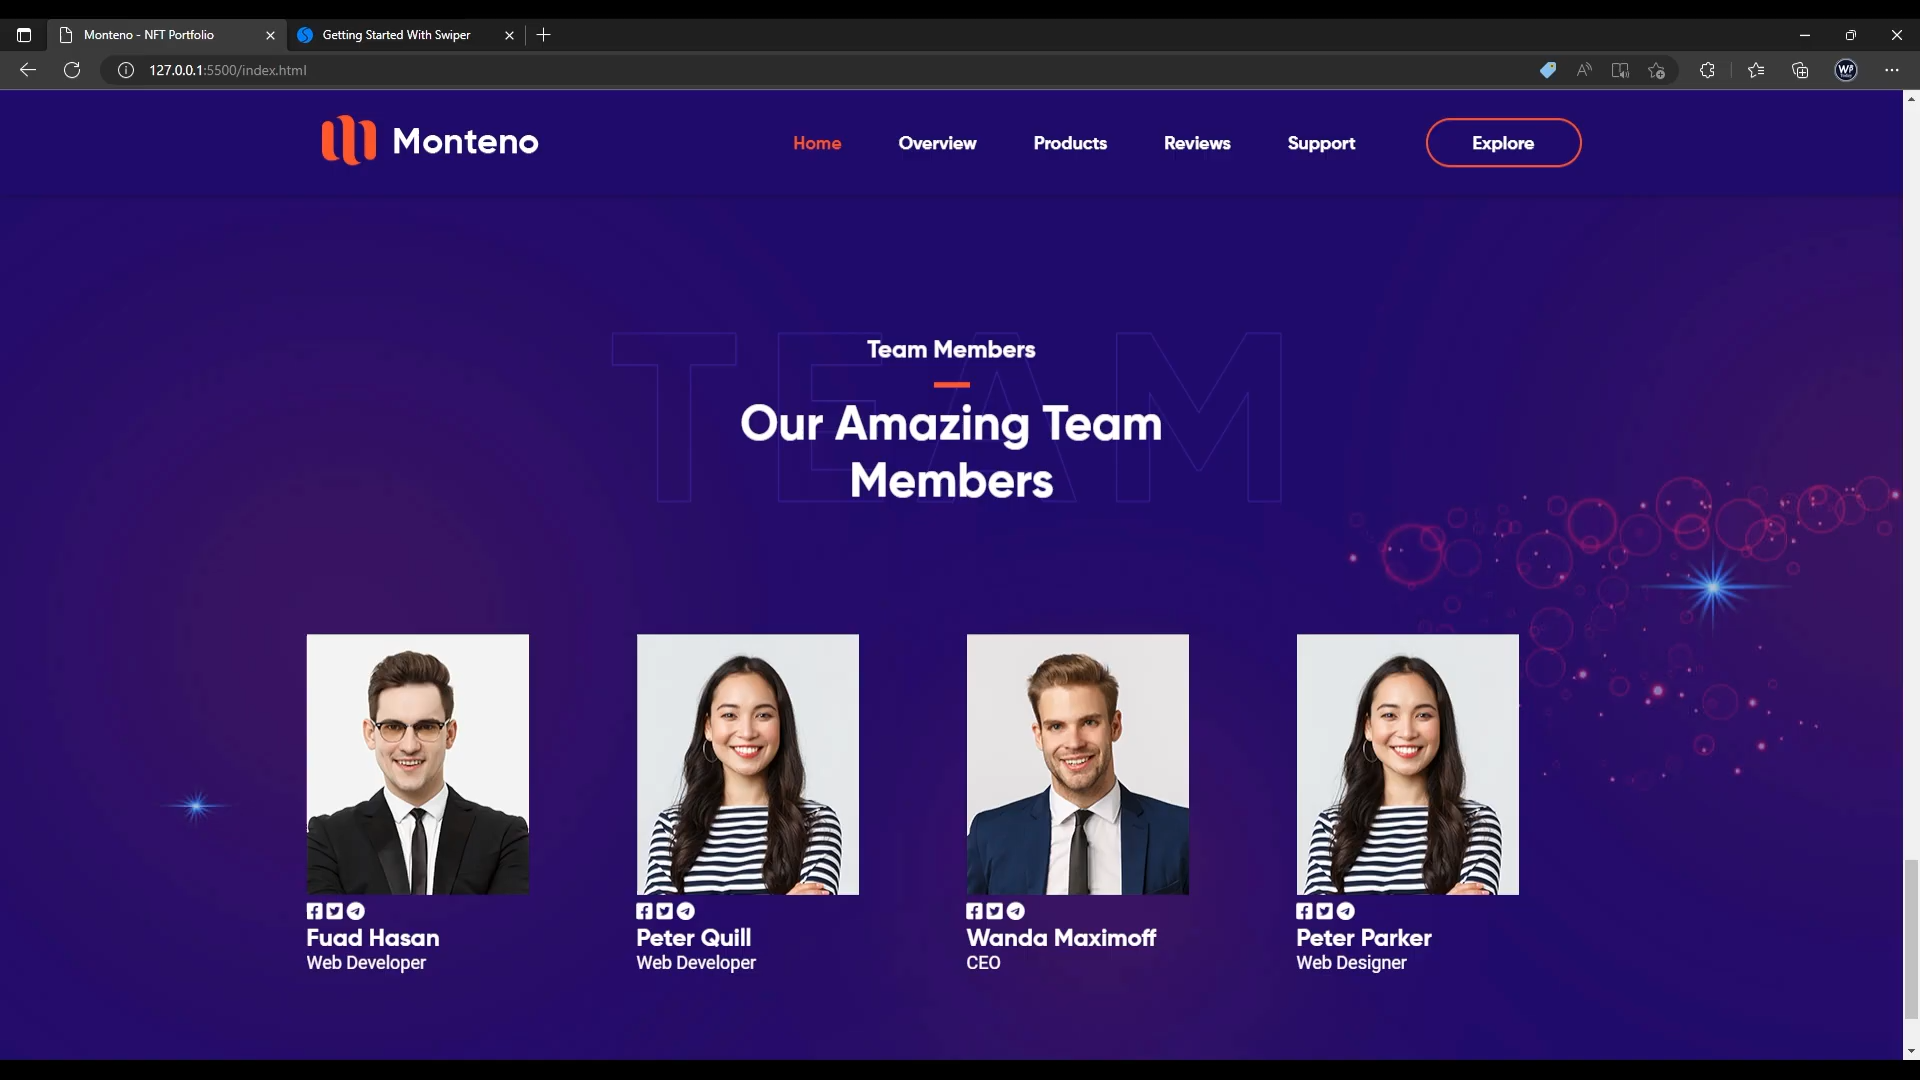 Monteno - NFT Portfolio
Getting Started With Swiper
127.0.0.1:5500/index.html
WP
Monteno
Home
Overview
Products
Reviews
Support
Explore
TEAM
Team Members
Our Amazing Team
Members
Fuad Hasan
Web Developer
Peter Quill
Web Developer
Wanda Maximoff
CEO
Peter Parker
Web Designer